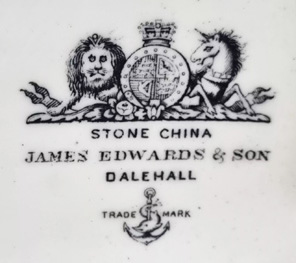 STONE CHINA
JAMES EDWARDS & SON
DALEHALL
TRADE MARK